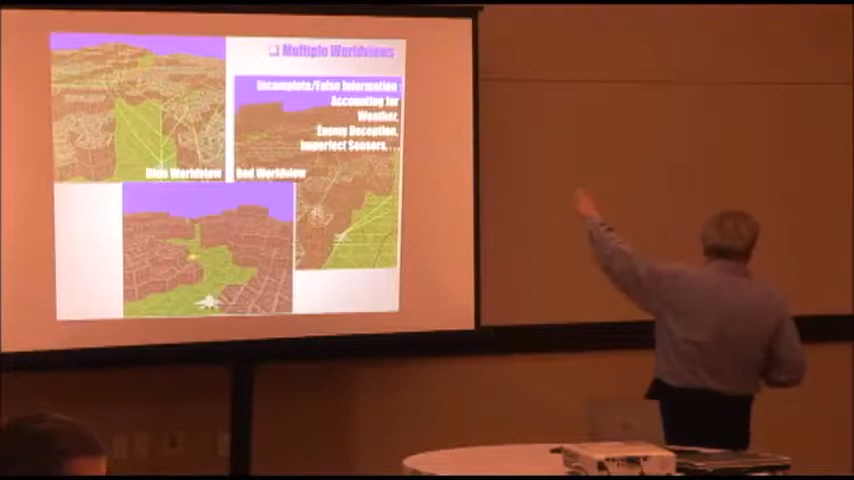 ❑ Multiple Worldviews
Incomplete/False Information :
Accounting for
Weather,
Enemy Deception,
Imperfect Sensors,...
Blue Worldview
Red Worldview